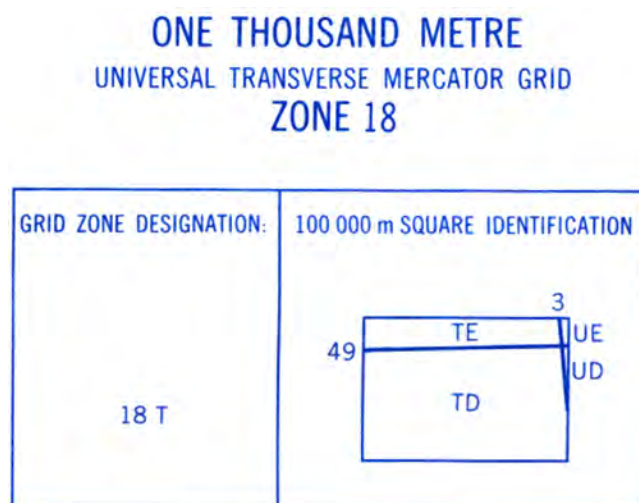 ONE THOUSAND METRE
UNIVERSAL TRANSVERSE MERCATOR GRID
ZONE 18
GRID ZONE DESIGNATION:
18 T
100 000 m SQUARE IDENTIFICATION
3
TE
UE
49
UD
TD